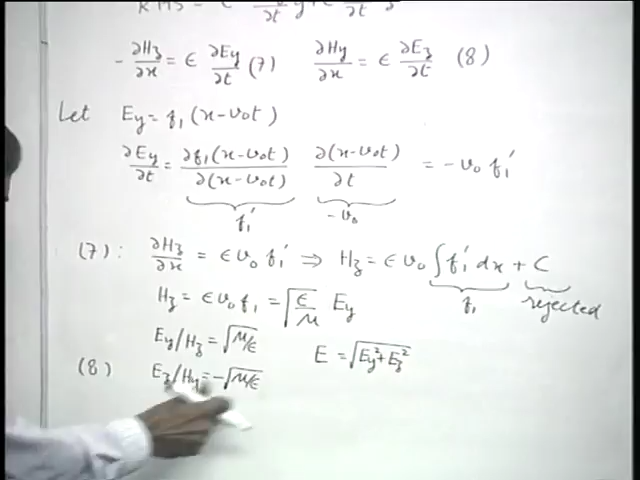 RHS =
- ∂Hz/∂x = ϵ ∂Ey/∂t (7) ∂Hy/∂x = ϵ ∂Ez/∂t (8)
Let Ey = f1 (x - v0t)
∂Ey/∂t = ∂f1(x - v0t)/∂(x - v0t) ∂(x - v0t)/∂t = - v0 f1'
f1' - v0
(7) : ∂Hz/∂x = ϵ v0 f1' ⇒ Hz = ϵ v0 ∫ f1' dx + C
f1 rejected
Hz = ϵ v0 f1 = √(ϵ/μ) Ey
Ey/Hz = √(μ/ϵ) E = √(Ey² + Ez²)
(8) Ez/Hy = - √(μ/ϵ)